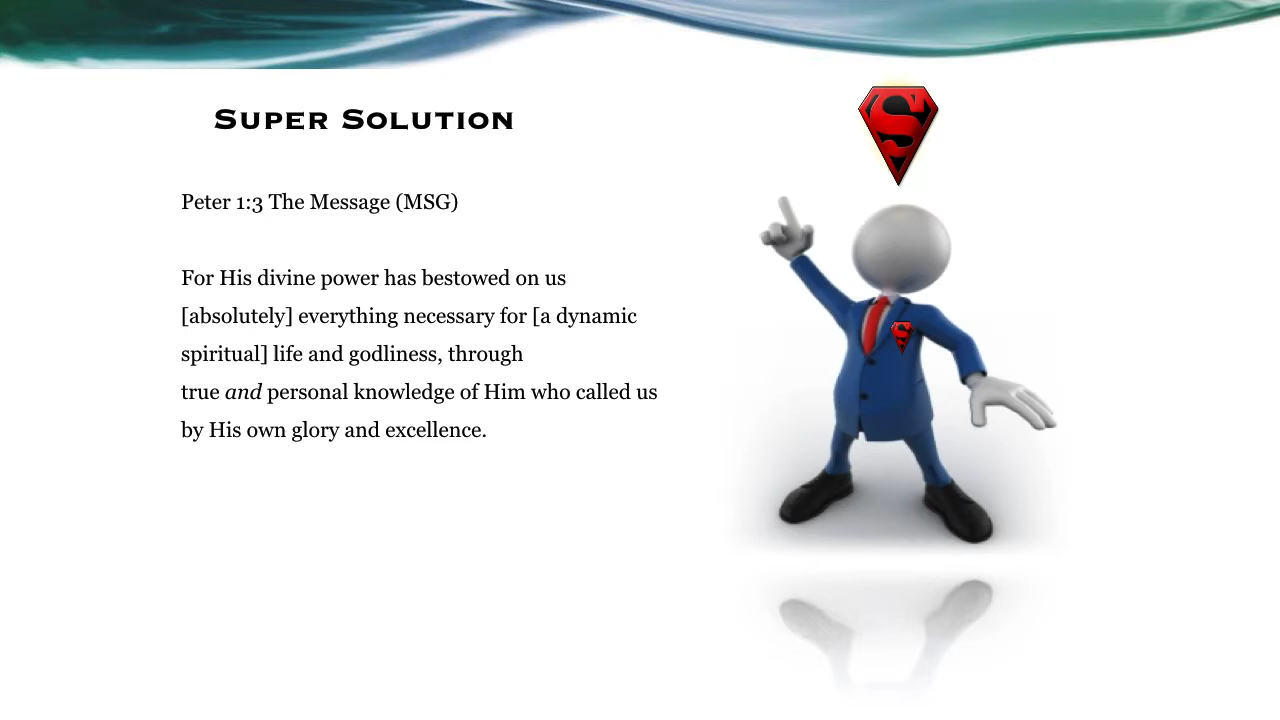 Super Solution
Peter 1:3 The Message (MSG)
For His divine power has bestowed on us
[absolutely] everything necessary for [a dynamic
spiritual] life and godliness, through
true and personal knowledge of Him who called us
by His own glory and excellence.
S
S